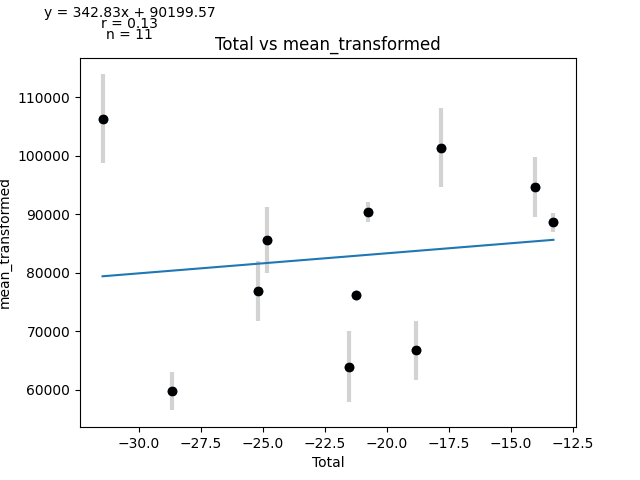 y = 342.83x + 90199.57
r = 0.13
n = 11
Total vs mean_transformed
110000
100000
90000
80000
70000
60000
mean_transformed
−30.0
−27.5
−25.0
−22.5
−20.0
−17.5
−15.0
−12.5
Total